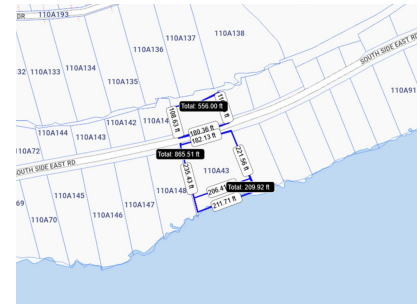 110A193
DR
110A136
110A137
110A138
32
110A133
110A134
110A135
SOUTH SIDE EAST RD
110A91
110A144
110A143
110A142
110A14
108.63 ft
Total: 556.00 ft
180.36 ft
182.13 ft
110A72
Total: 865.51 ft
SOUTH SIDE EAST RD
235.43 ft
110A43
221.56 ft
Total: 209.92 ft
211.71 ft
69
110A70
110A145
110A146
110A147
110A148